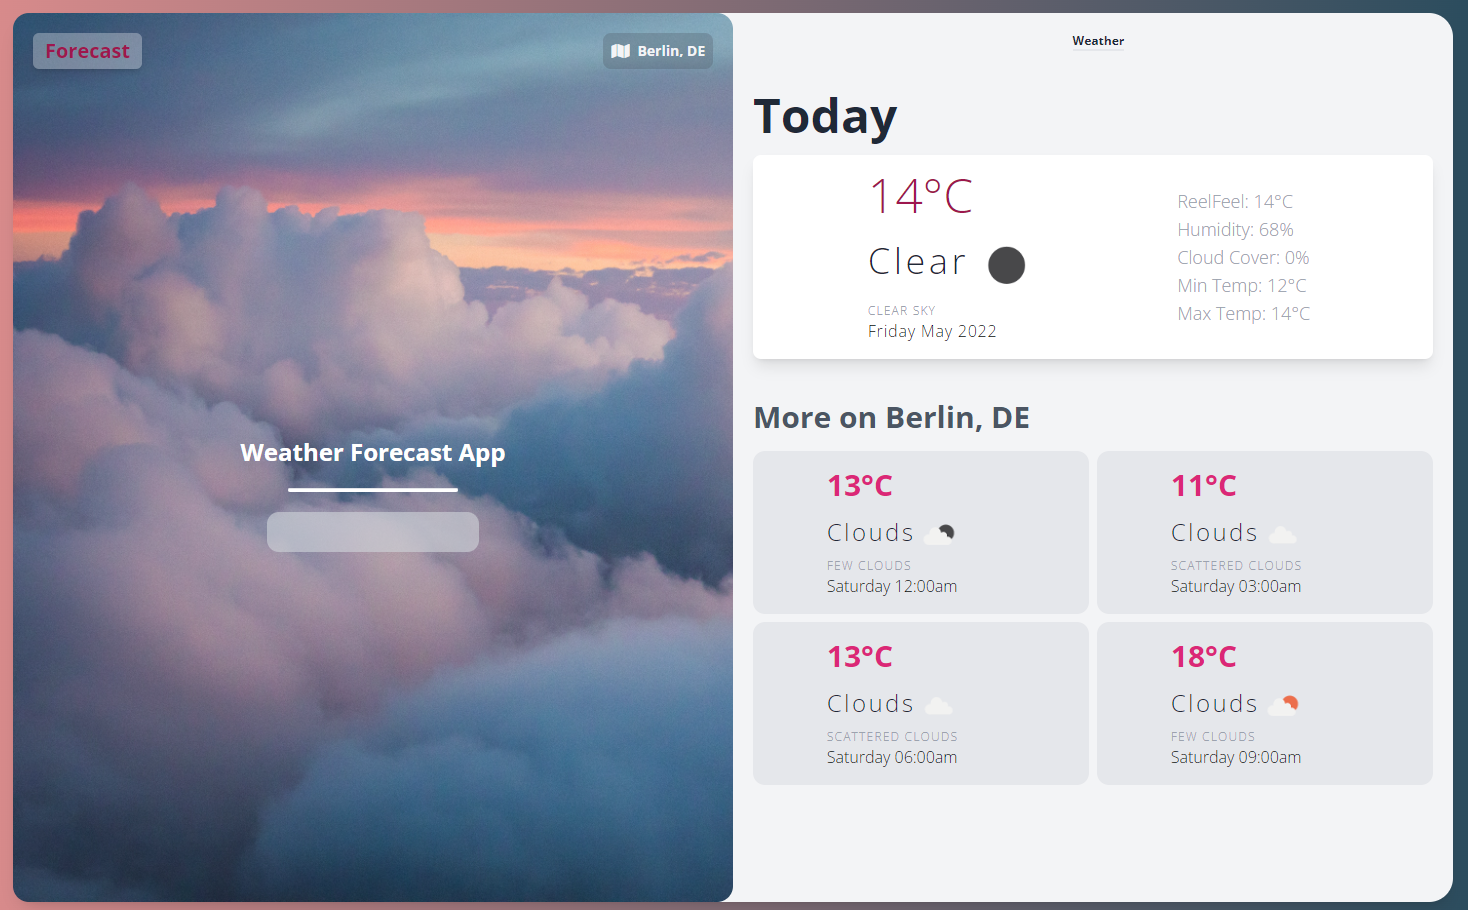 Forecast
Berlin, DE
Weather Forecast App
Weather
Today
14°C
Clear
CLEAR SKY
Friday May 2022
ReelFeel: 14°C
Humidity: 68%
Cloud Cover: 0%
Min Temp: 12°C
Max Temp: 14°C
More on Berlin, DE
13°C
Clouds
FEW CLOUDS
Saturday 12:00am
11°C
Clouds
SCATTERED CLOUDS
Saturday 03:00am
13°C
Clouds
SCATTERED CLOUDS
Saturday 06:00am
18°C
Clouds
FEW CLOUDS
Saturday 09:00am